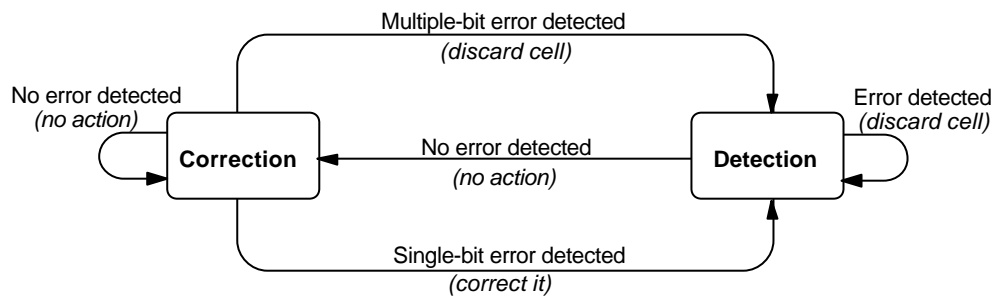 Multiple-bit error detected
(discard cell)
No error detected
(no action)
Correction
No error detected
(no action)
Detection
Error detected
(discard cell)
Single-bit error detected
(correct it)